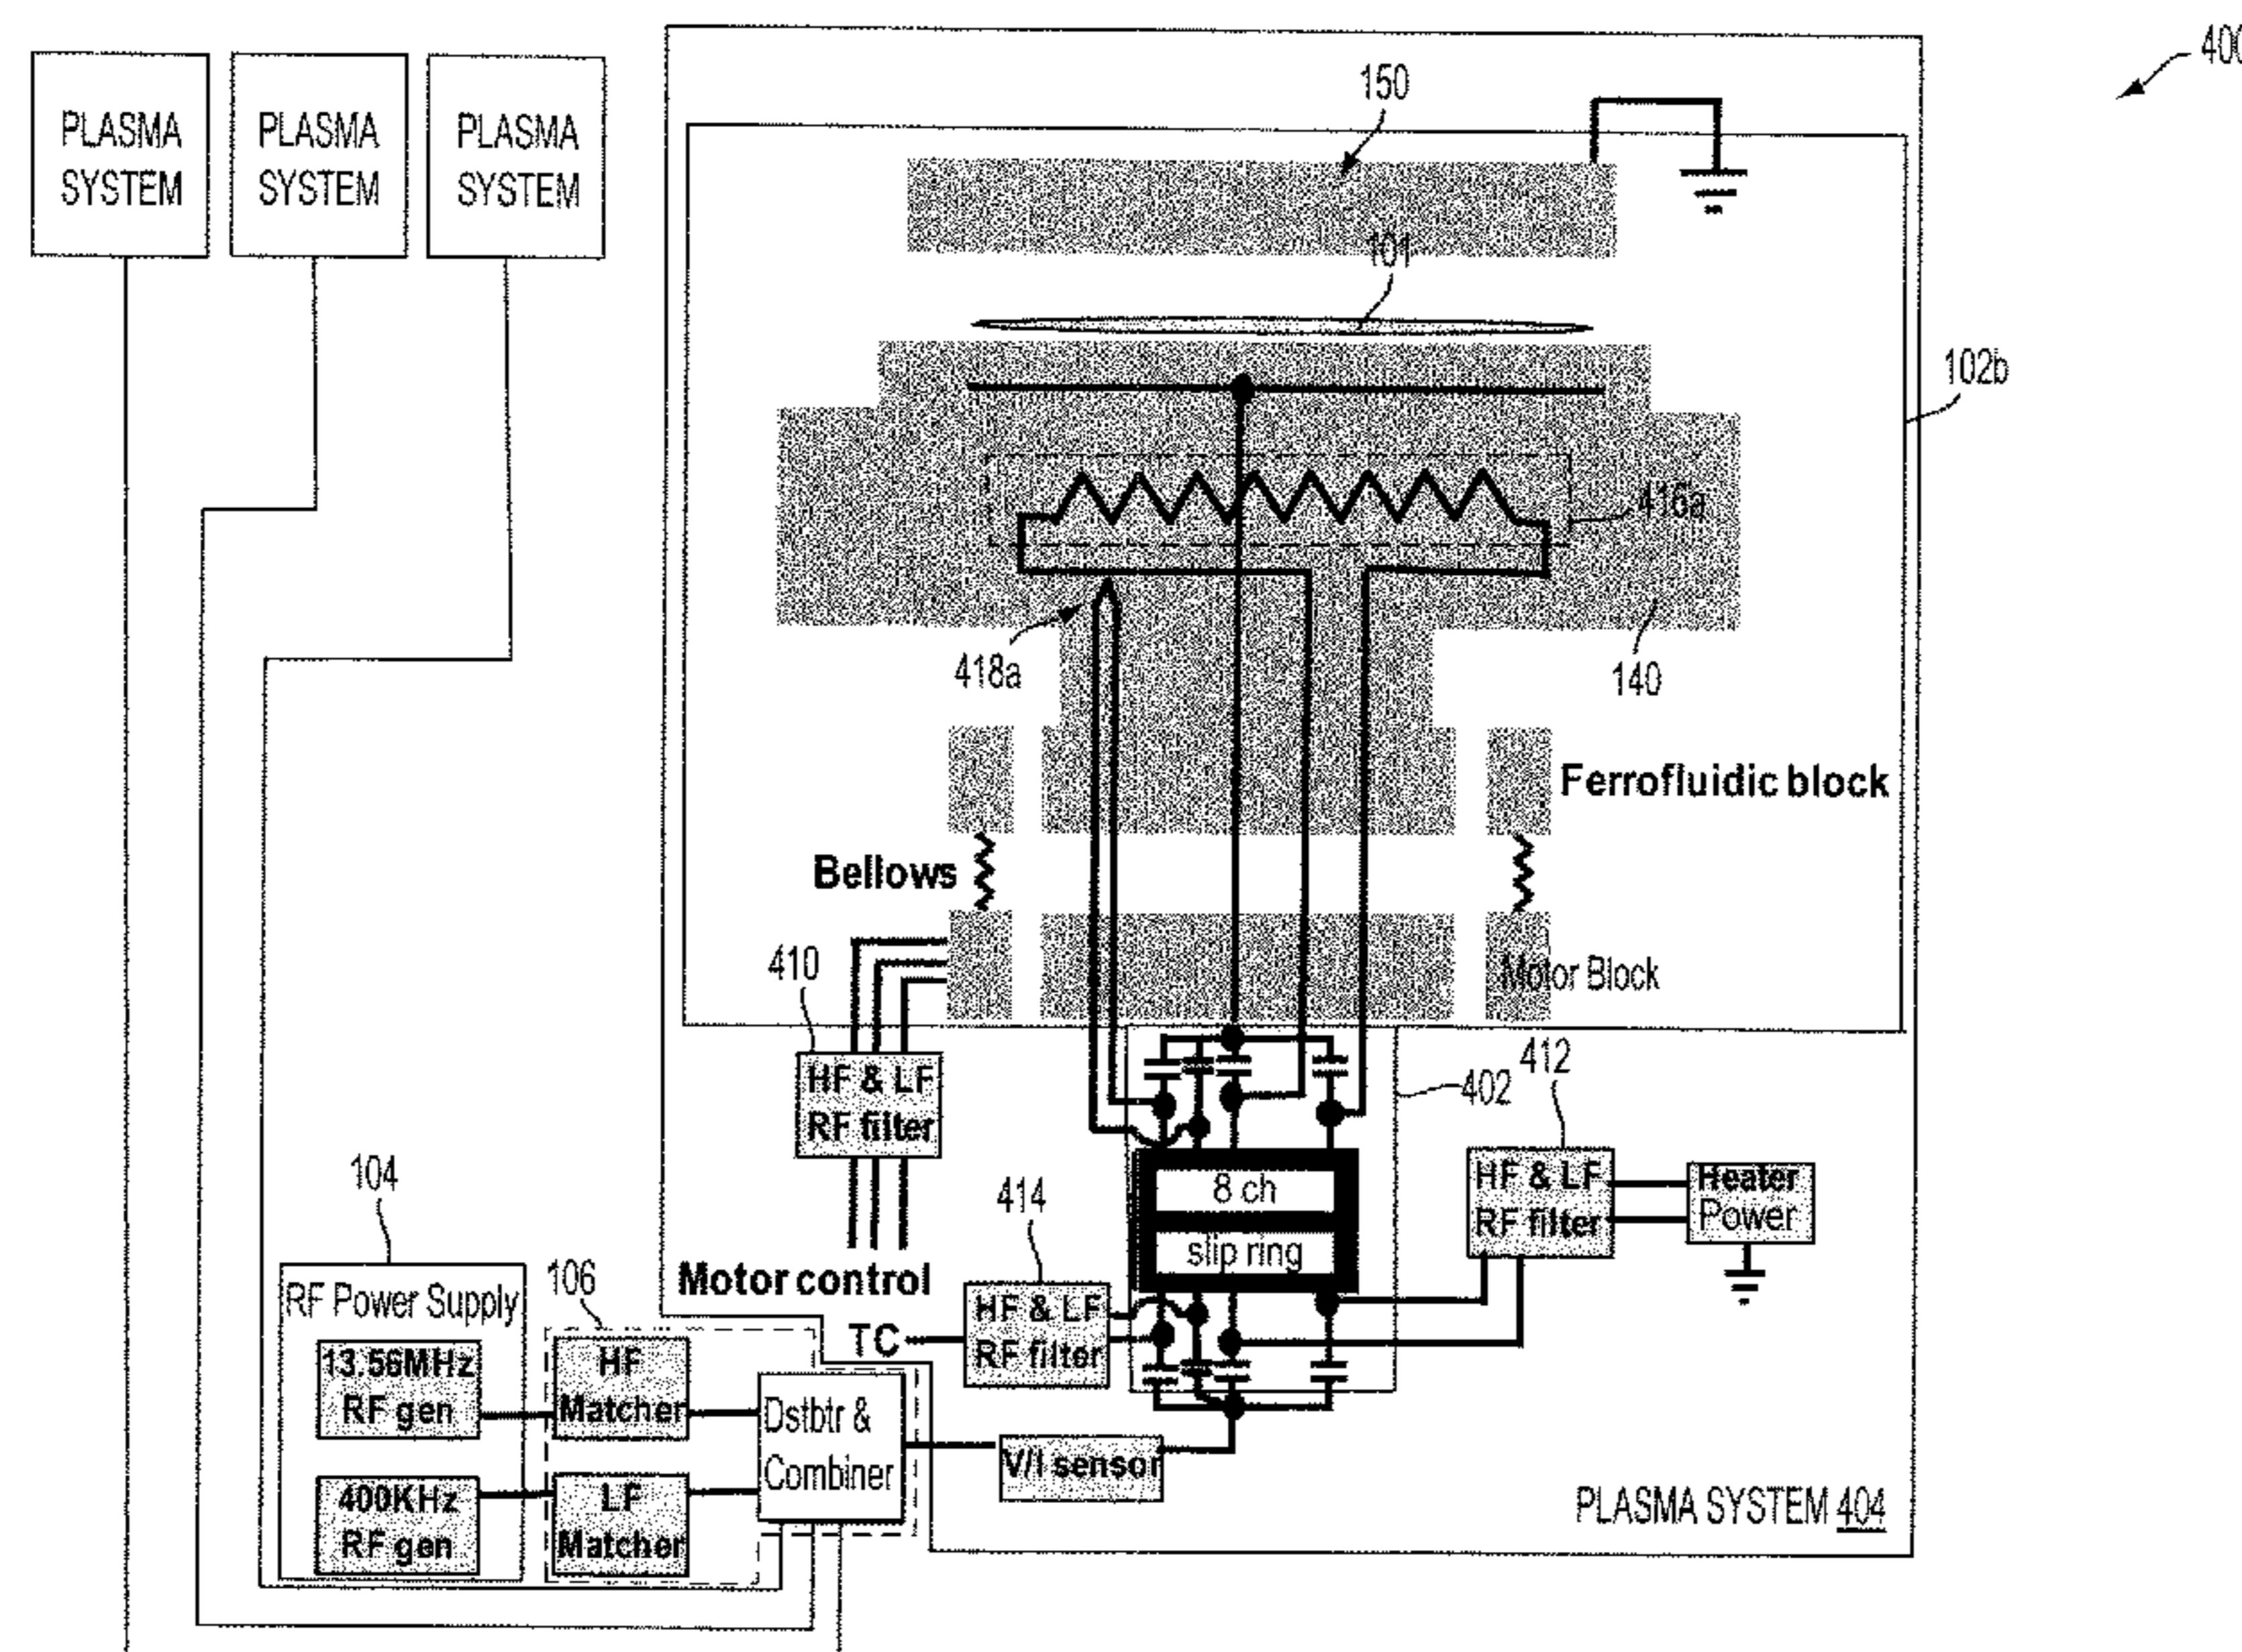 400
PLASMA
SYSTEM
PLASMA
SYSTEM
PLASMA
SYSTEM
150
101
102b
416a
418a
140
Ferrofluidic block
Bellows
410
Motor Block
HF & LF
RF filter
412
402
HF & LF
RF filter
Heater
Power
8 ch
slip ring
104
414
Motor control
106
RF Power Supply
HF & LF
RF filter
TC
13.56MHz
RF gen
HF
Matcher
Dstbtr &
Combiner
V/I sensor
400KHz
RF gen
LF
Matcher
PLASMA SYSTEM 404